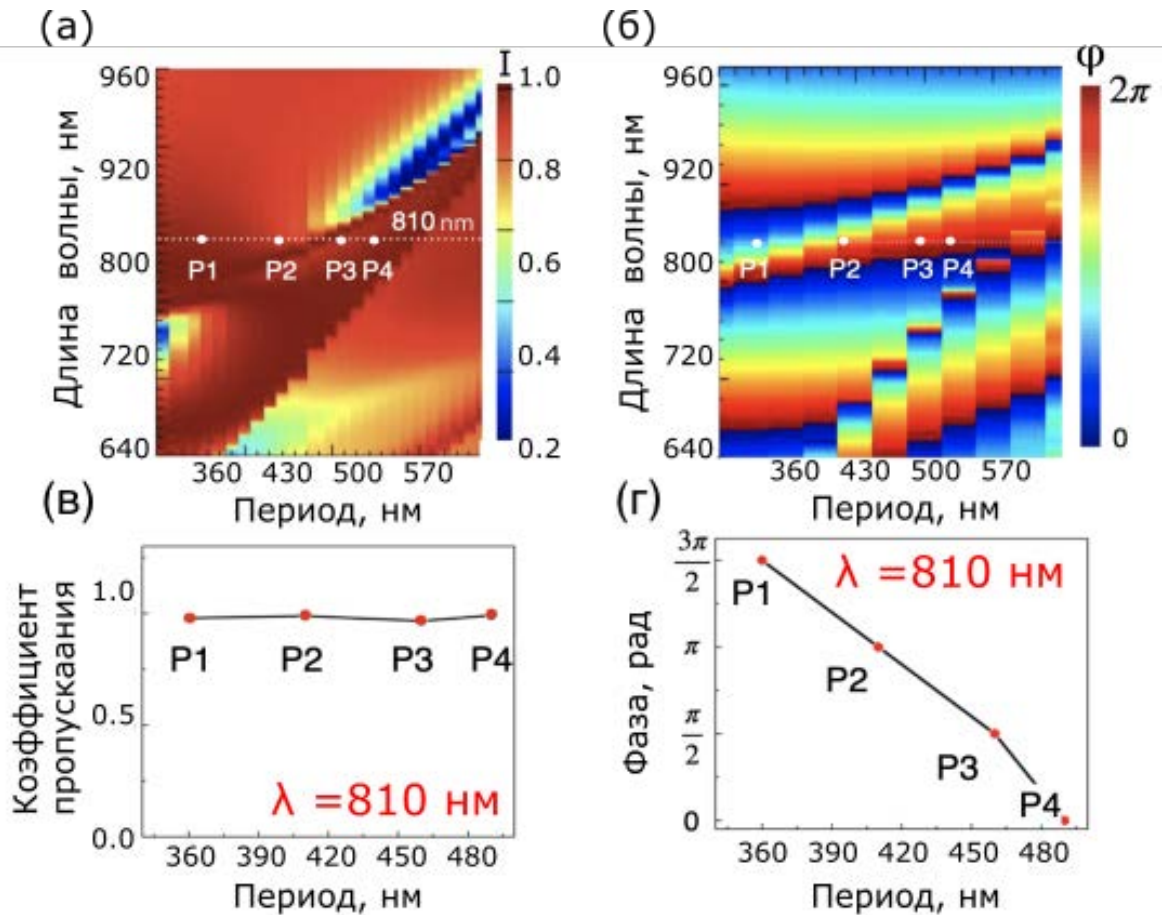 (а)
I
960
920
800
720
640
Длина волны, нм
810 nm
P1 P2 P3 P4
360 430 500 570
Период, нм
1.0
0.8
0.6
0.4
0.2
(б)
φ
960
920
800
720
640
Длина волны, нм
P1 P2 P3 P4
360 430 500 570
Период, нм
2π
0
(в)
Коэффициент
пропускаания
1.0
0.5
0.0
P1 P2 P3 P4
λ =810 нм
360 390 420 450 480
Период, нм
(г)
Фаза, рад
3π/2
π
π/2
0
λ =810 нм
P1
P2
P3
P4
360 390 420 450 480
Период, нм